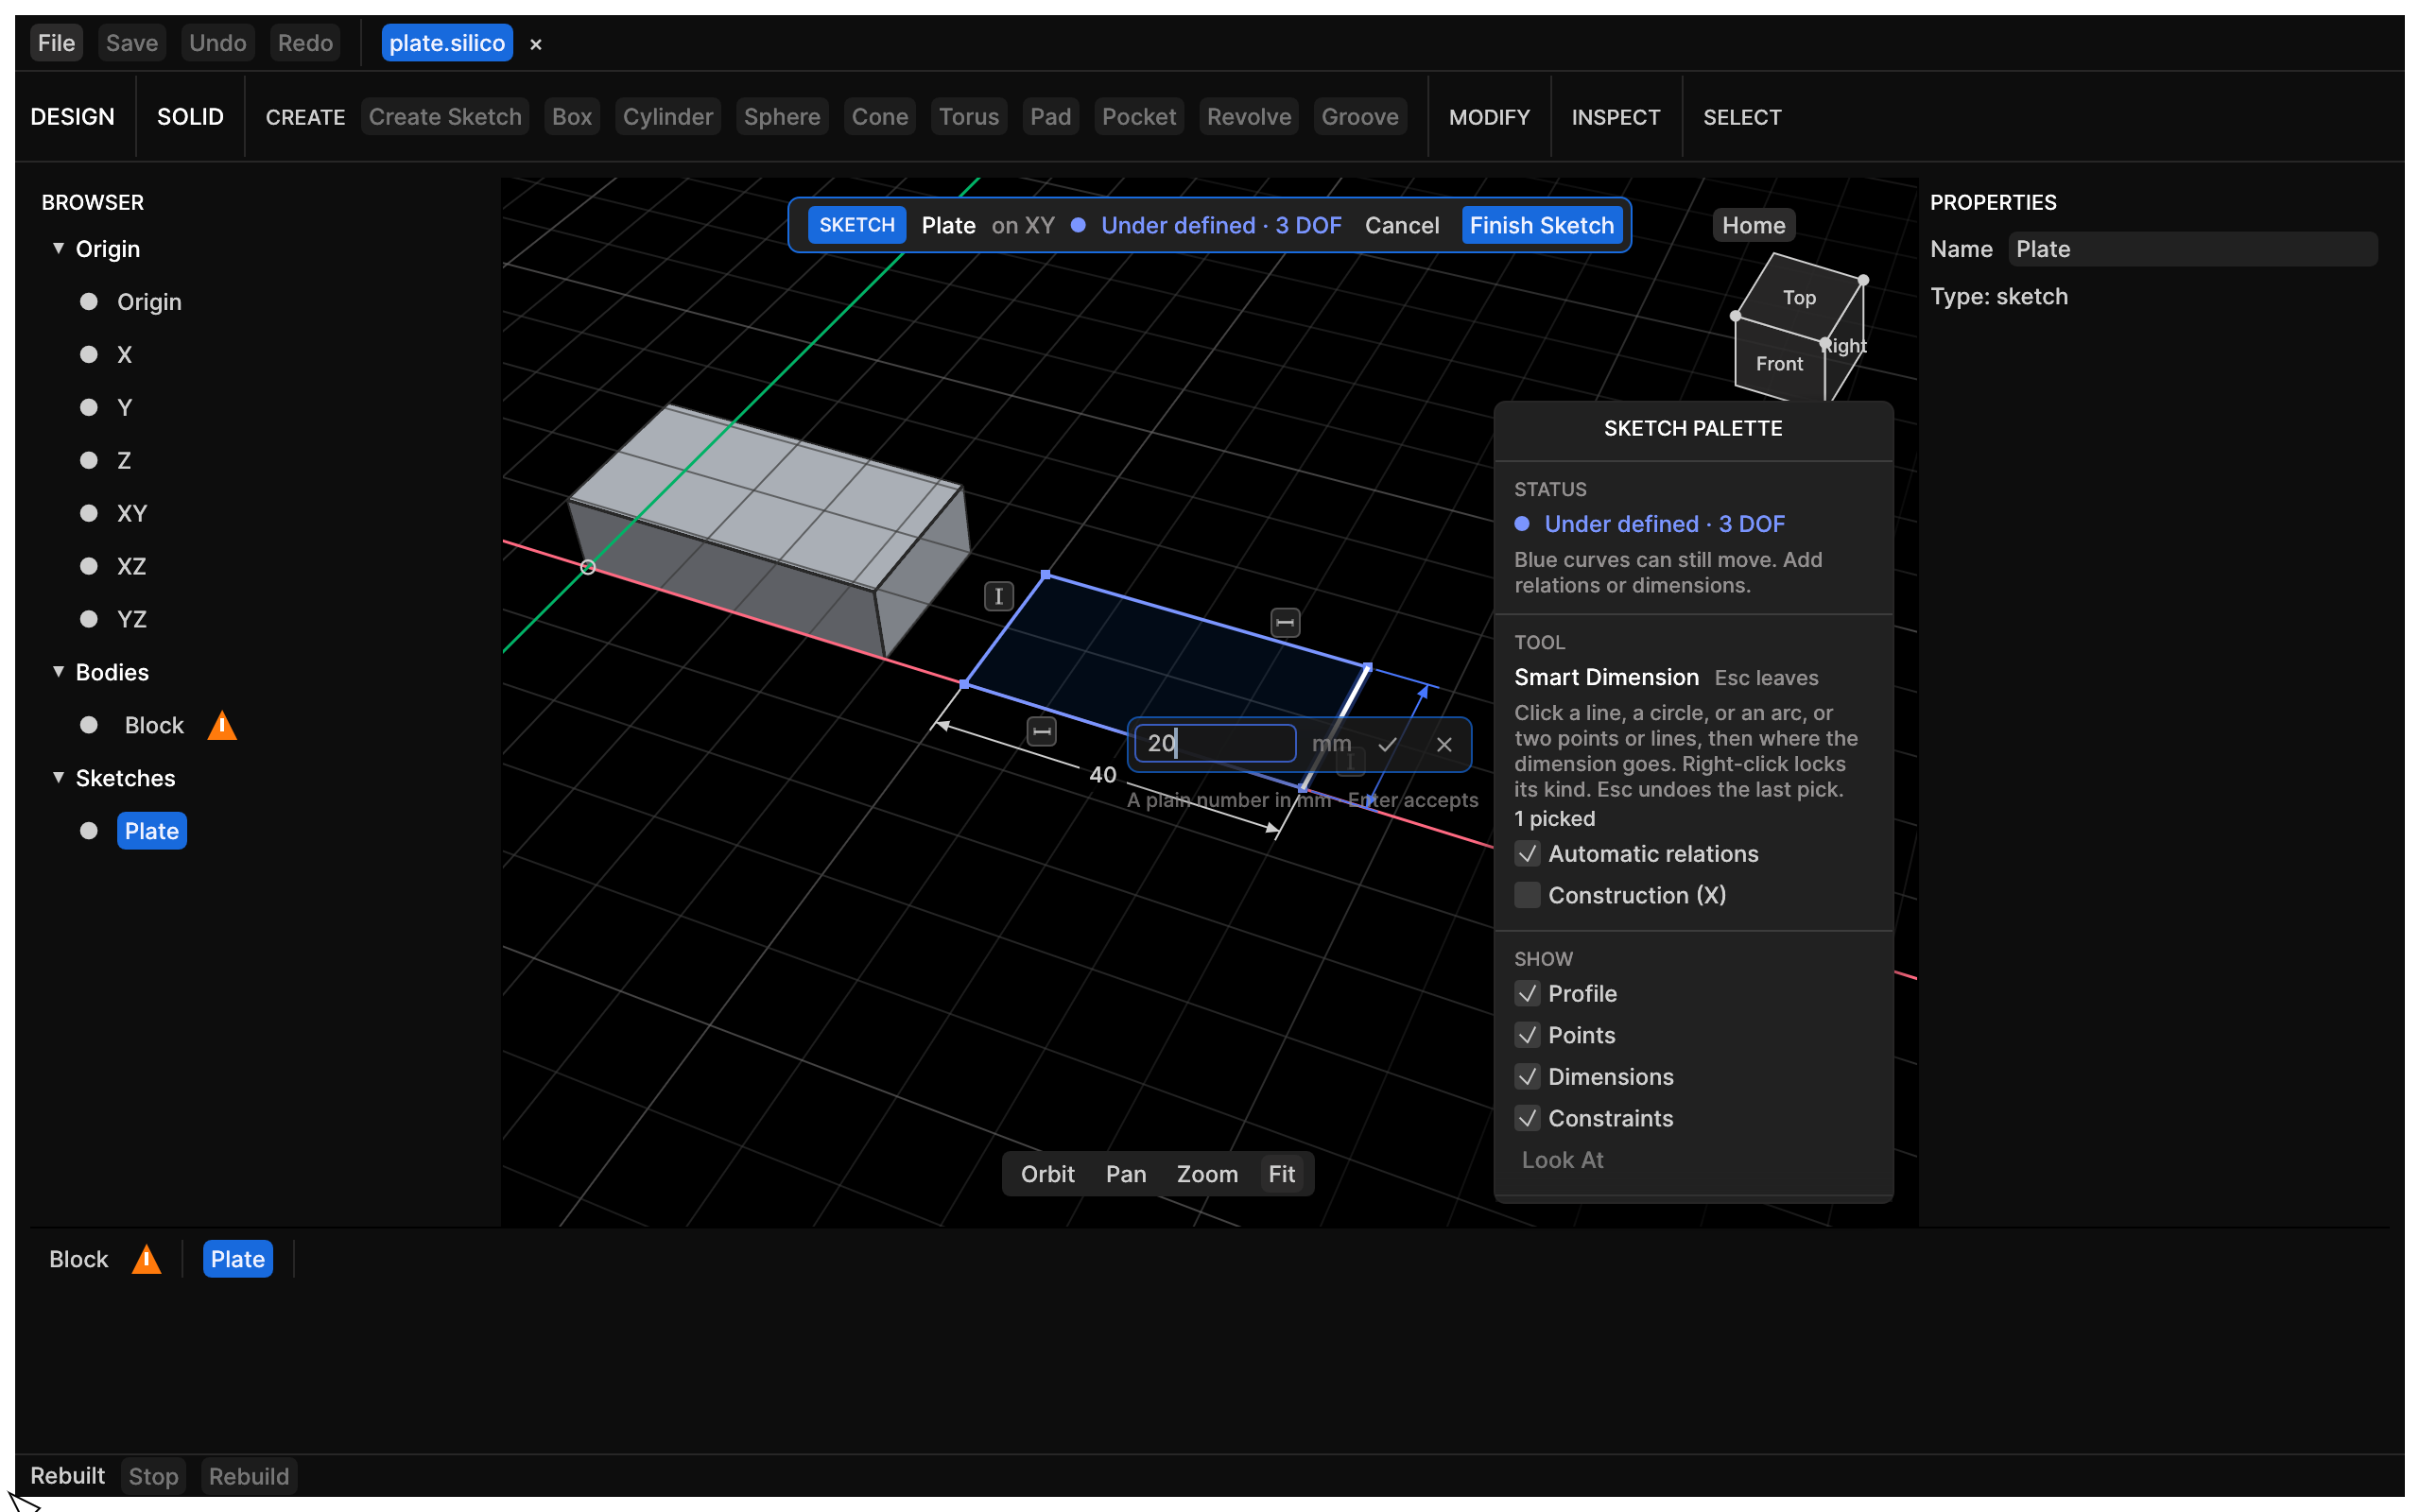 File Save Undo Redo plate.silico ×
DESIGN SOLID CREATE Create Sketch Box Cylinder Sphere Cone Torus Pad Pocket Revolve Groove MODIFY INSPECT SELECT
BROWSER
Origin
Origin
X
Y
Z
XY
XZ
YZ
Bodies
Block
Sketches
Plate
SKETCH Plate on XY Under defined · 3 DOF Cancel Finish Sketch
Home
Top
Front
Right
20 mm
A plain number in mm · Enter accepts
40
SKETCH PALETTE
STATUS
Under defined · 3 DOF
Blue curves can still move. Add
relations or dimensions.
TOOL
Smart Dimension Esc leaves
Click a line, a circle, or an arc, or
two points or lines, then where the
dimension goes. Right-click locks
its kind. Esc undoes the last pick.
1 picked
Automatic relations
Construction (X)
SHOW
Profile
Points
Dimensions
Constraints
Look At
Orbit Pan Zoom Fit
PROPERTIES
Name Plate
Type: sketch
Block Plate
Rebuilt Stop Rebuild